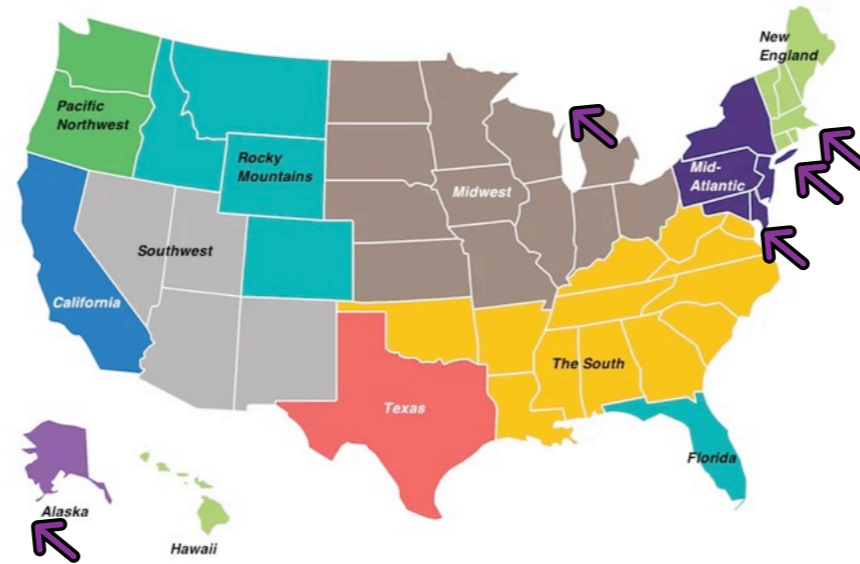 New
England
Pacific
Northwest
Rocky
Mountains
Mid-
Atlantic
Midwest
Southwest
California
The South
Texas
Florida
Alaska
Hawaii